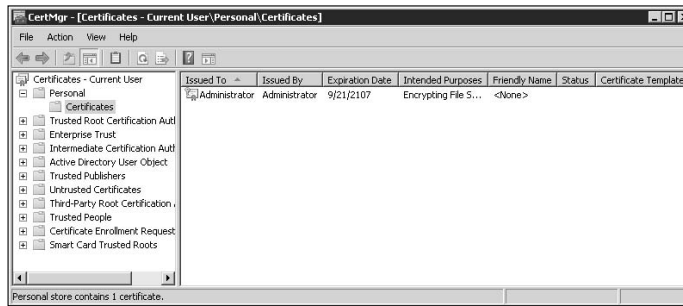 CertMgr - [Certificates - Current User\Personal\Certificates]
File Action View Help
Certificates - Current User
Personal
Certificates
Trusted Root Certification Auth
Enterprise Trust
Intermediate Certification Auth
Active Directory User Object
Trusted Publishers
Untrusted Certificates
Third-Party Root Certification
Trusted People
Certificate Enrollment Request
Smart Card Trusted Roots
Issued To Issued By Expiration Date Intended Purposes Friendly Name Status Certificate Template
Administrator Administrator 9/21/2107 Encrypting File S... <None>
Personal store contains 1 certificate.